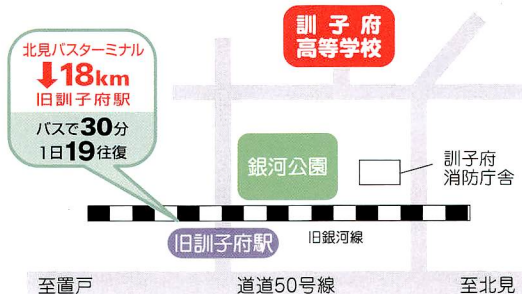 訓子府
高等学校
北見バスターミナル
↓18km
旧訓子府駅
バスで30分
1日19往復
銀河公園
訓子府
消防庁舎
旧訓子府駅
旧銀河線
至置戸
道道50号線
至北見